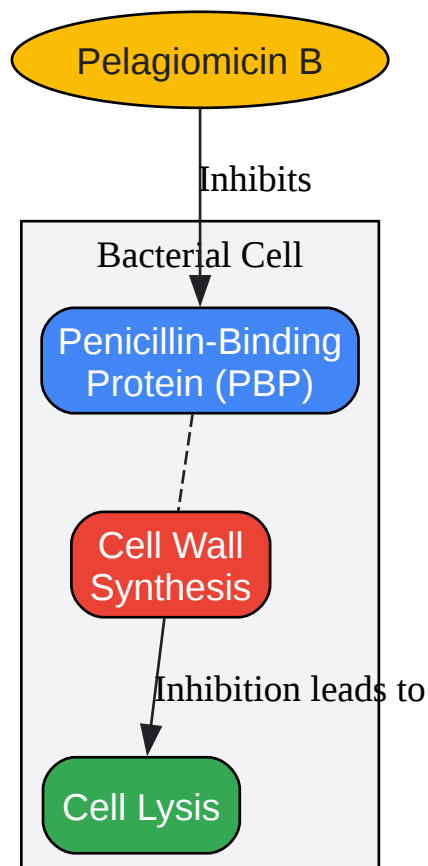 Pelagiomicin B
Inhibits
Bacterial Cell
Penicillin-Binding
Protein (PBP)
Cell Wall
Synthesis
Inhibition leads to
Cell Lysis